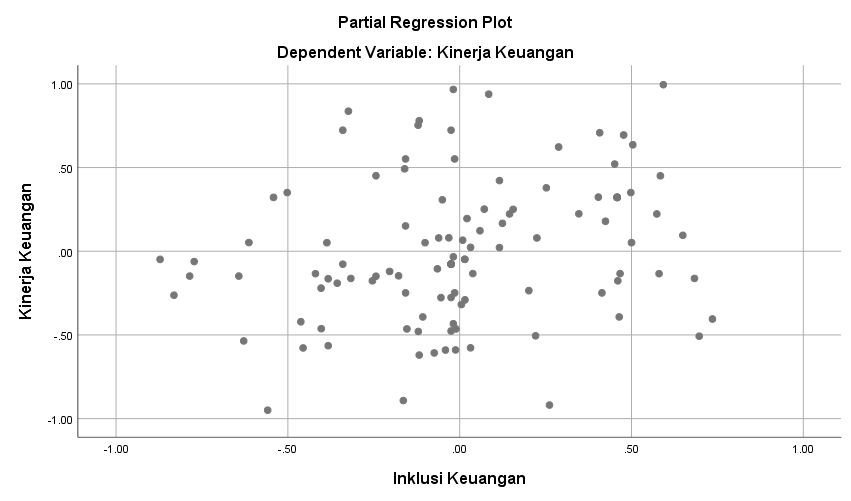 Partial Regression Plot
Dependent Variable: Kinerja Keuangan
1.00
.50
.00
-.50
-1.00
Kinerja Keuangan
-1.00 -.50 .00 .50 1.00
Inklusi Keuangan